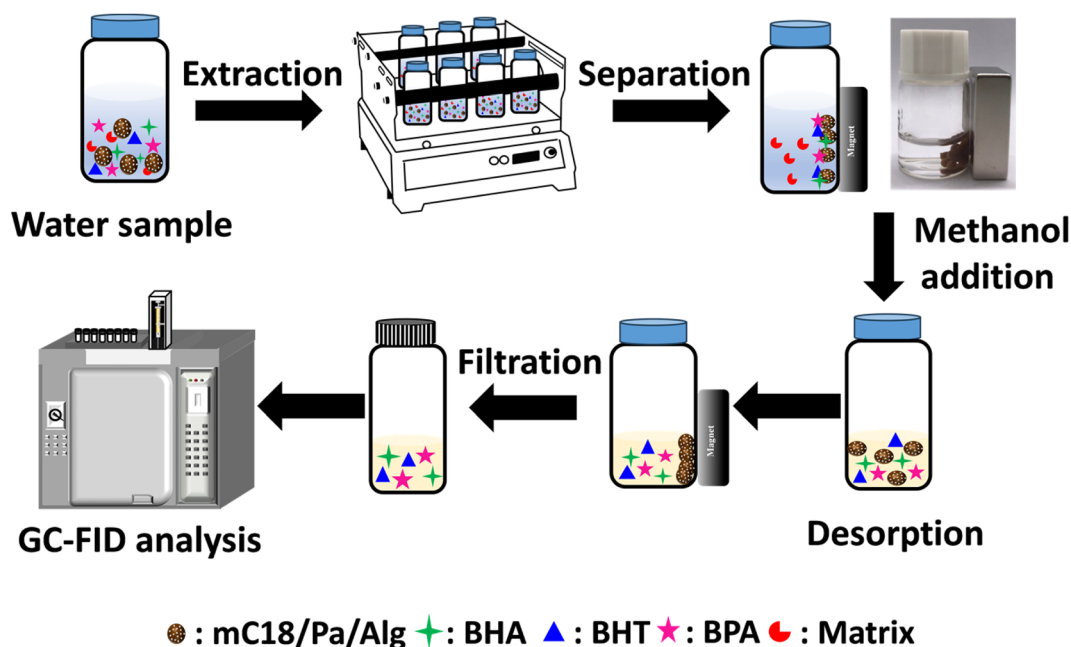 Extraction
Separation
Magnet
Water sample
Methanol
addition
Filtration
Magnet
GC-FID analysis
Desorption
: mC18/Pa/Alg : BHA : BHT : BPA : Matrix